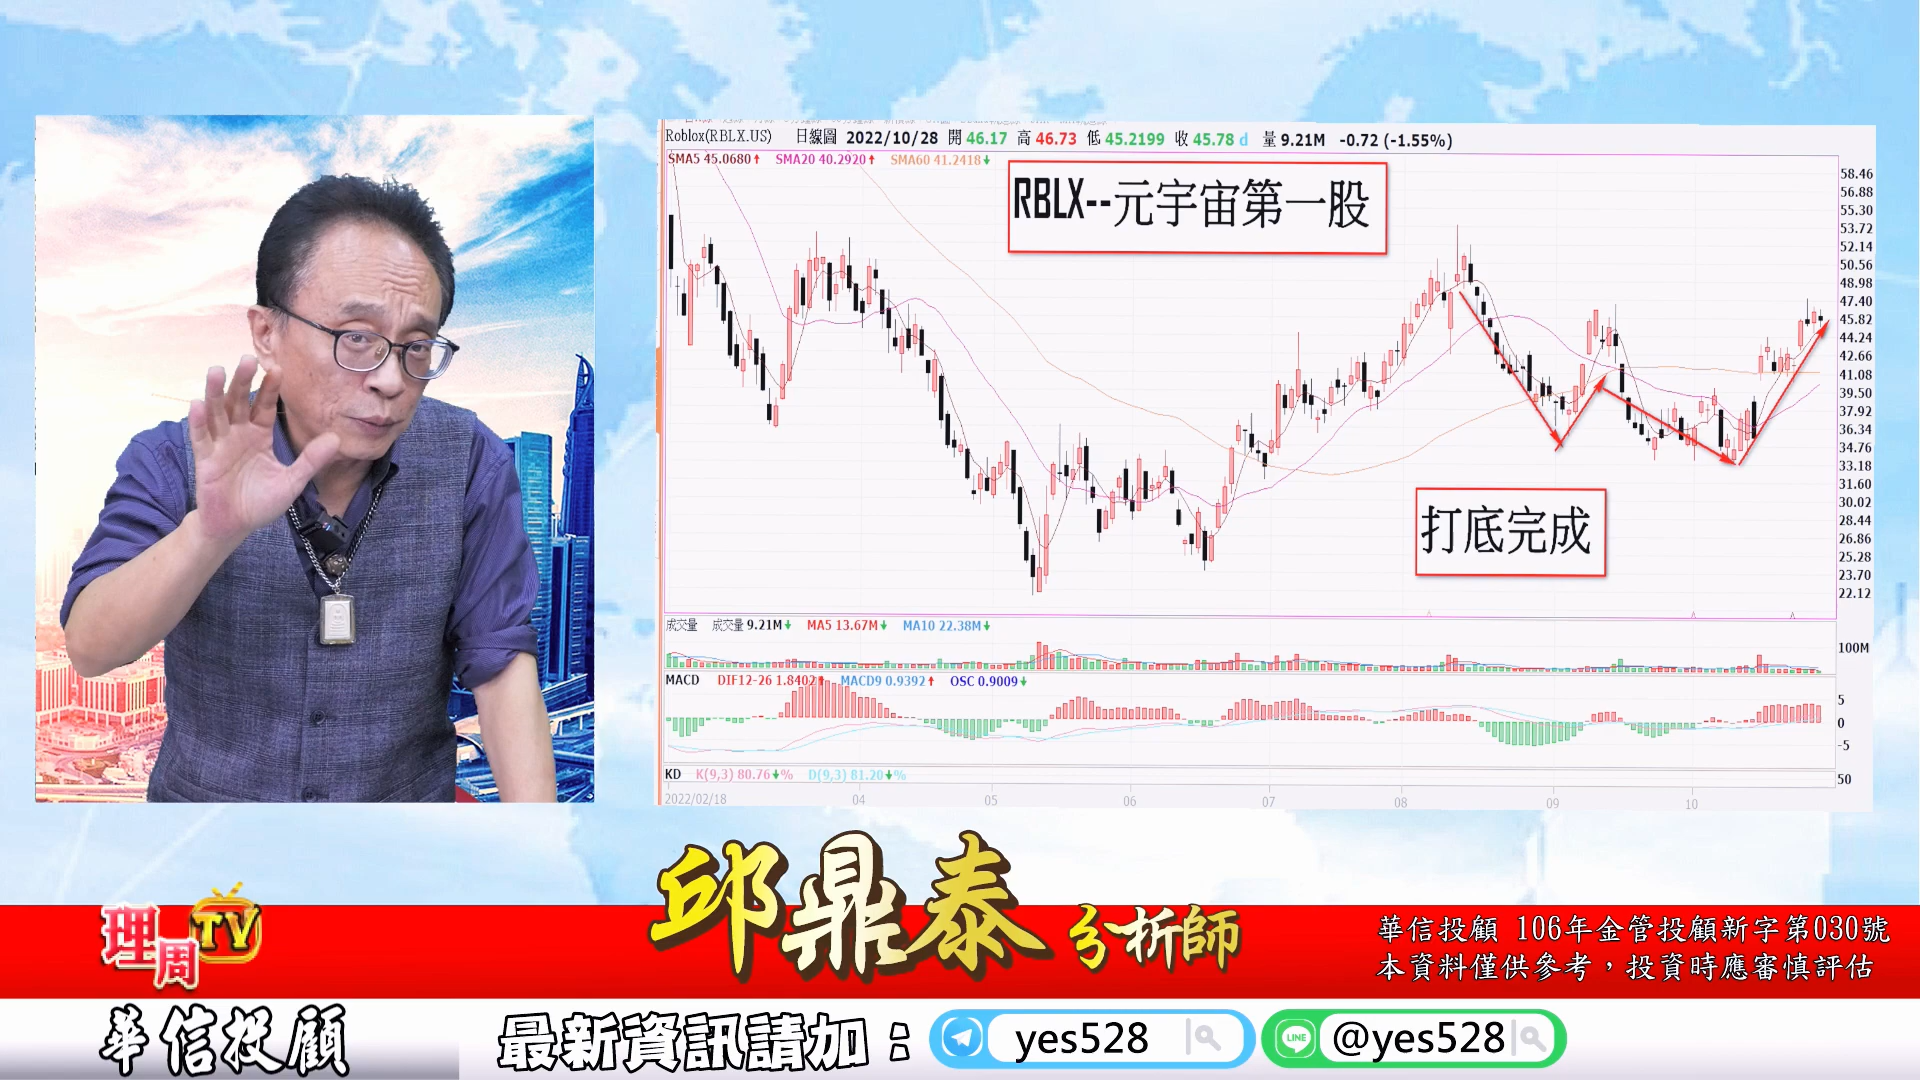 Roblox(RBLX.US) 日線圖 2022/10/28 開 46.17 高 46.73 低 45.2199 收 45.78 d 量 9.21M -0.72 (-1.55%)
SMA5 45.0680↑ SMA20 40.2920↑ SMA60 41.2418↓
RBLX--元宇宙第一股
打底完成
58.46
56.88
55.30
53.72
52.14
50.56
48.98
47.40
45.82
44.24
42.66
41.08
39.50
37.92
36.34
34.76
33.18
31.60
30.02
28.44
26.86
25.28
23.70
22.12
成交量 成交量 9.21M↓ MA5 13.67M↓ MA10 22.38M↓
100M
MACD DIF12-26 1.8402↑ MACD9 0.9392↑ OSC 0.9009↓
5
0
-5
KD K(9,3) 80.76↓% D(9,3) 81.20↓%
50
2022/02/18 04 05 06 07 08 09 10
邱鼎泰 分析師
理周TV
華信投顧 106年金管投顧新字第030號
本資料僅供參考，投資時應審慎評估
華信投顧
最新資訊請加： yes528 LINE @yes528